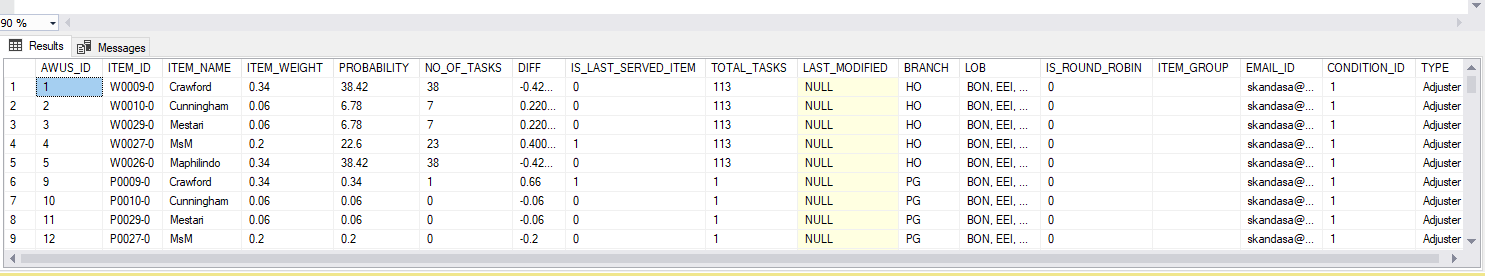 90 %
Results Messages
AWUS_ID ITEM_ID ITEM_NAME ITEM_WEIGHT PROBABILITY NO_OF_TASKS DIFF IS_LAST_SERVED_ITEM TOTAL_TASKS LAST_MODIFIED BRANCH LOB IS_ROUND_ROBIN ITEM_GROUP EMAIL_ID CONDITION_ID TYPE
1 1 W0009-0 Crawford 0.34 38.42 38 -0.42... 0 113 NULL HO BON, EEI, ... 0 skandasa@... 1 Adjuster
2 2 W0010-0 Cunningham 0.06 6.78 7 0.220... 0 113 NULL HO BON, EEI, ... 0 skandasa@... 1 Adjuster
3 3 W0029-0 Mestari 0.06 6.78 7 0.220... 0 113 NULL HO BON, EEI, ... 0 skandasa@... 1 Adjuster
4 4 W0027-0 MsM 0.2 22.6 23 0.400... 1 113 NULL HO BON, EEI, ... 0 skandasa@... 1 Adjuster
5 5 W0026-0 Maphilindo 0.34 38.42 38 -0.42... 0 113 NULL HO BON, EEI, ... 0 skandasa@... 1 Adjuster
6 9 P0009-0 Crawford 0.34 0.34 1 0.66 1 1 NULL PG BON, EEI, ... 0 skandasa@... 1 Adjuster
7 10 P0010-0 Cunningham 0.06 0.06 0 -0.06 0 1 NULL PG BON, EEI, ... 0 skandasa@... 1 Adjuster
8 11 P0029-0 Mestari 0.06 0.06 0 -0.06 0 1 NULL PG BON, EEI, ... 0 skandasa@... 1 Adjuster
9 12 P0027-0 MsM 0.2 0.2 0 -0.2 0 1 NULL PG BON, EEI, ... 0 skandasa@... 1 Adjuster